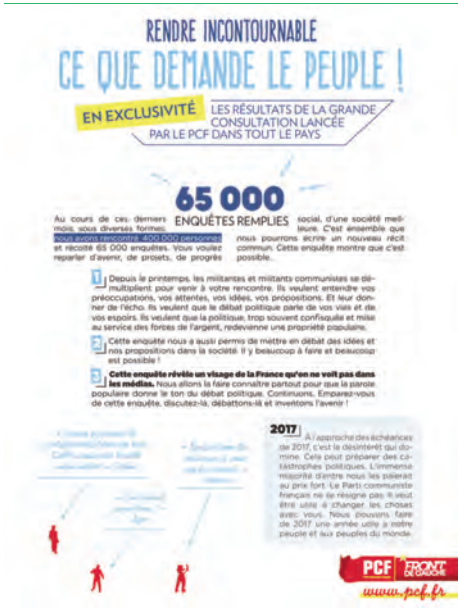 RENDRE INCONTOURNABLE
CE QUE DEMANDE LE PEUPLE !
EN EXCLUSIVITÉ
LES RÉSULTATS DE LA GRANDE
CONSULTATION LANCÉE
PAR LE PCF DANS TOUT LE PAYS
65 000
ENQUÊTES REMPLIES
Au cours de ces derniers
mois, sous diverses formes,
nous avons rencontré 400 000 personnes
et récolté 65 000 enquêtes. Vous voulez
reparler d'avenir, de projets, de progrès
social, d'une société meil-
leure. C'est ensemble que
nous pourrons écrire un nouveau récit
commun. Cette enquête montre que c'est
possible.
1 Depuis le printemps, les militantes et militants communistes se dé-
multiplient pour venir à votre rencontre. Ils veulent entendre vos
préoccupations, vos attentes, vos idées, vos propositions. Et leur don-
ner de l'écho. Ils veulent que le débat politique parle de vos vies et de
vos espoirs. Ils veulent que la politique, trop souvent confisquée et mise
au service des forces de l'argent, redevienne une propriété populaire.
2 Cette enquête nous a aussi permis de mettre en débat des idées et
nos propositions dans la société. Il y beaucoup à faire et beaucoup
est possible !
3 Cette enquête révèle un visage de la France qu'on ne voit pas dans
les médias. Nous allons la faire connaître partout pour que la parole
populaire donne le ton du débat politique. Continuons. Emparez-vous
de cette enquête, discutez-là, débattons-là et inventons l'avenir !
2017
À l'approche des échéances
de 2017, c'est le désintérêt qui do-
mine. Cela peut préparer des ca-
tastrophes politiques. L'immense
majorité d'entre nous les paierait
au prix fort. Le Parti communiste
français ne se résigne pas. Il veut
être utile à changer les choses
avec vous. Nous pouvons faire
de 2017 une année utile à notre
peuple et aux peuples du monde.
PCF
FRONT
DE GAUCHE
www.pcf.fr